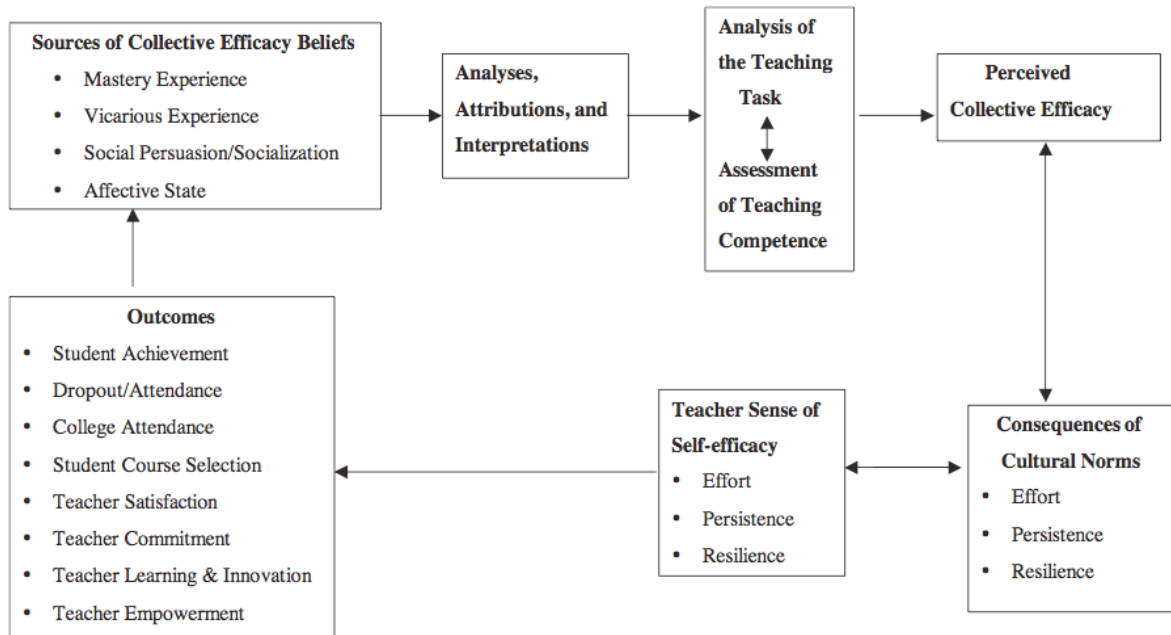 Sources of Collective Efficacy Beliefs
• Mastery Experience
• Vicarious Experience
• Social Persuasion/Socialization
• Affective State
Analyses,
Attributions, and
Interpretations
Analysis of
the Teaching
Task
Assessment
of Teaching
Competence
Perceived
Collective Efficacy
Outcomes
• Student Achievement
• Dropout/Attendance
• College Attendance
• Student Course Selection
• Teacher Satisfaction
• Teacher Commitment
• Teacher Learning & Innovation
• Teacher Empowerment
Teacher Sense of
Self-efficacy
• Effort
• Persistence
• Resilience
Consequences of
Cultural Norms
• Effort
• Persistence
• Resilience